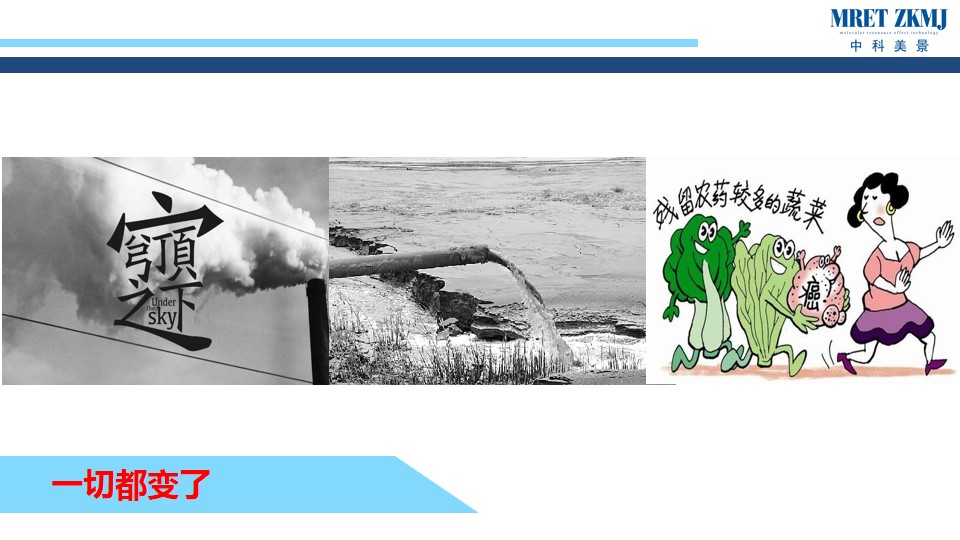 MRET ZKMJ
molecular resonance effect technology
中科美景
穹頂
之下
Under
the
sky
残留农药较多的蔬菜
癌
一切都变了